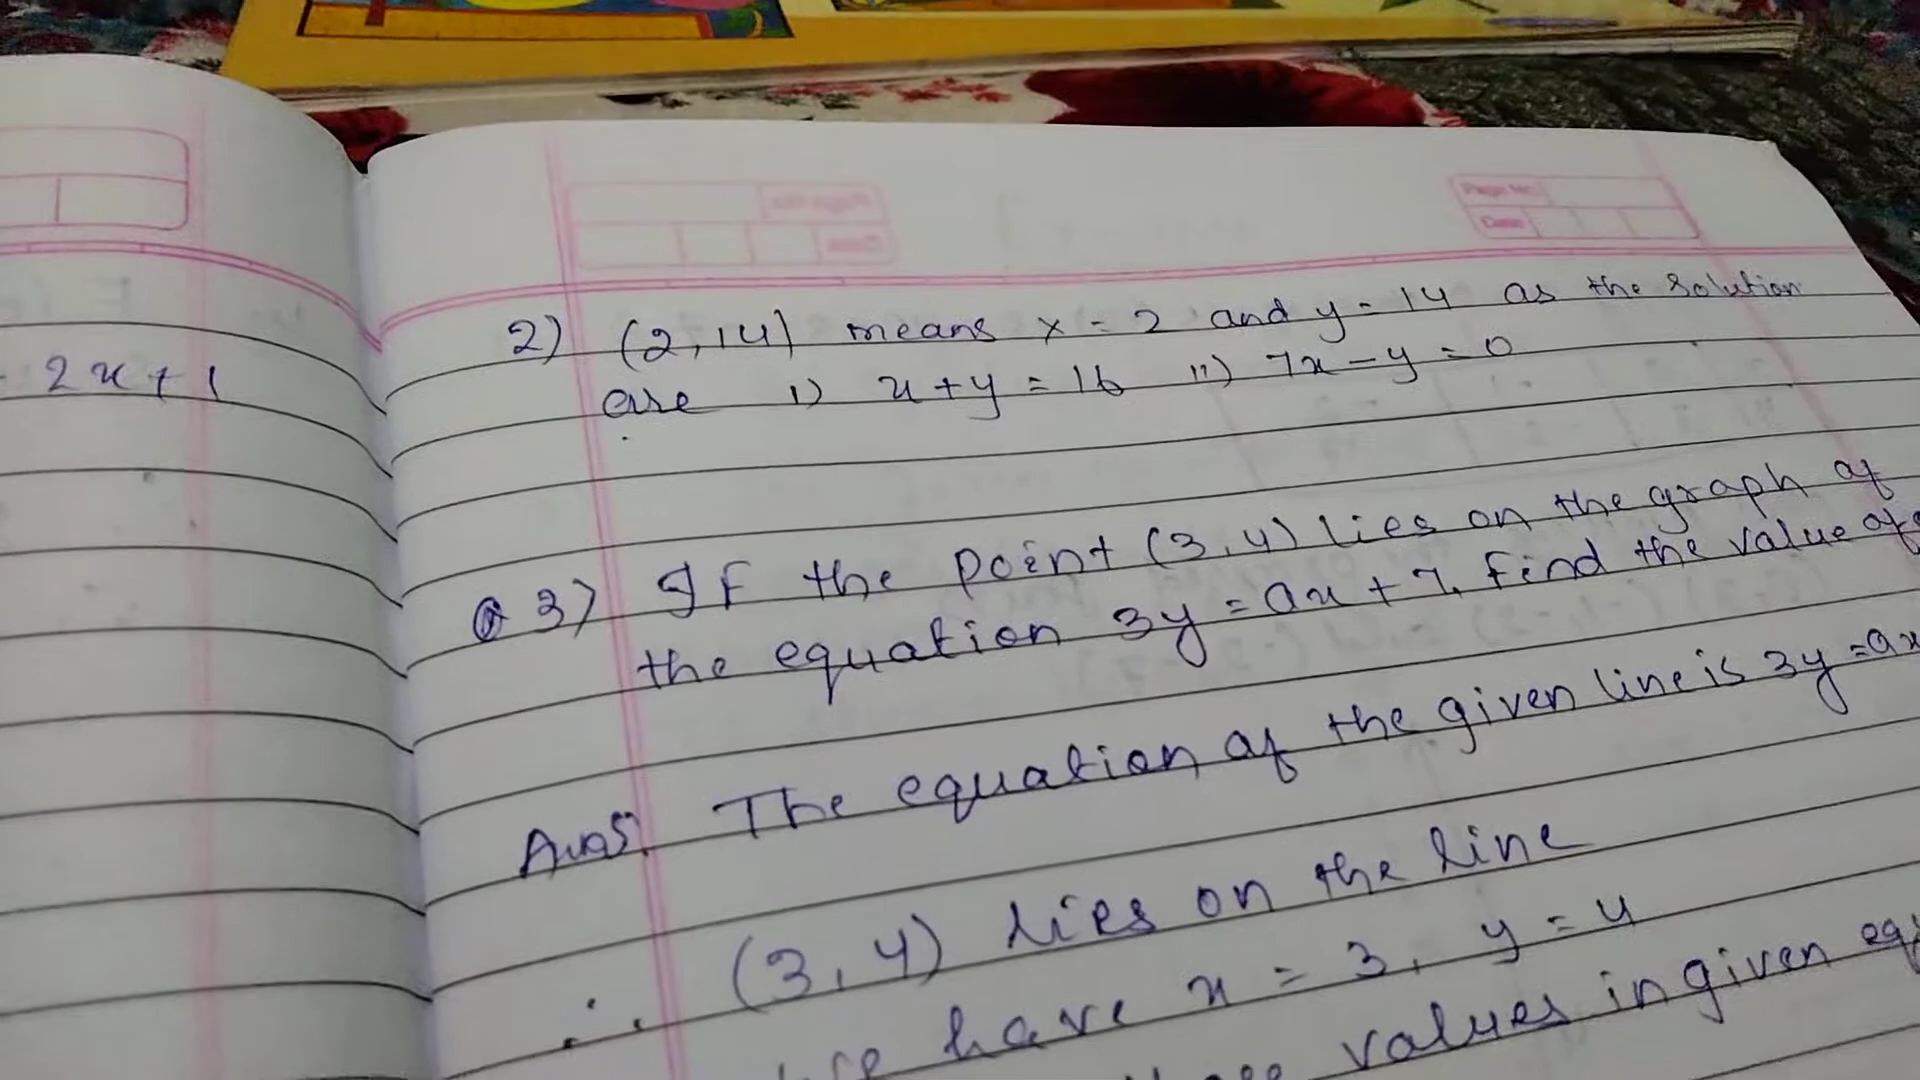 2x+1
2) (2,14) means x = 2 and y = 14 as the solution
are i) x+y = 16 ii) 7x-y = 0
Q 3) If the point (3,4) lies on the graph of
the equation 3y = ax + 7. find the value of
Ans: The equation of the given line is 3y = ax
∴ (3,4) lies on the line
have x = 3, y = 4
values in given eq